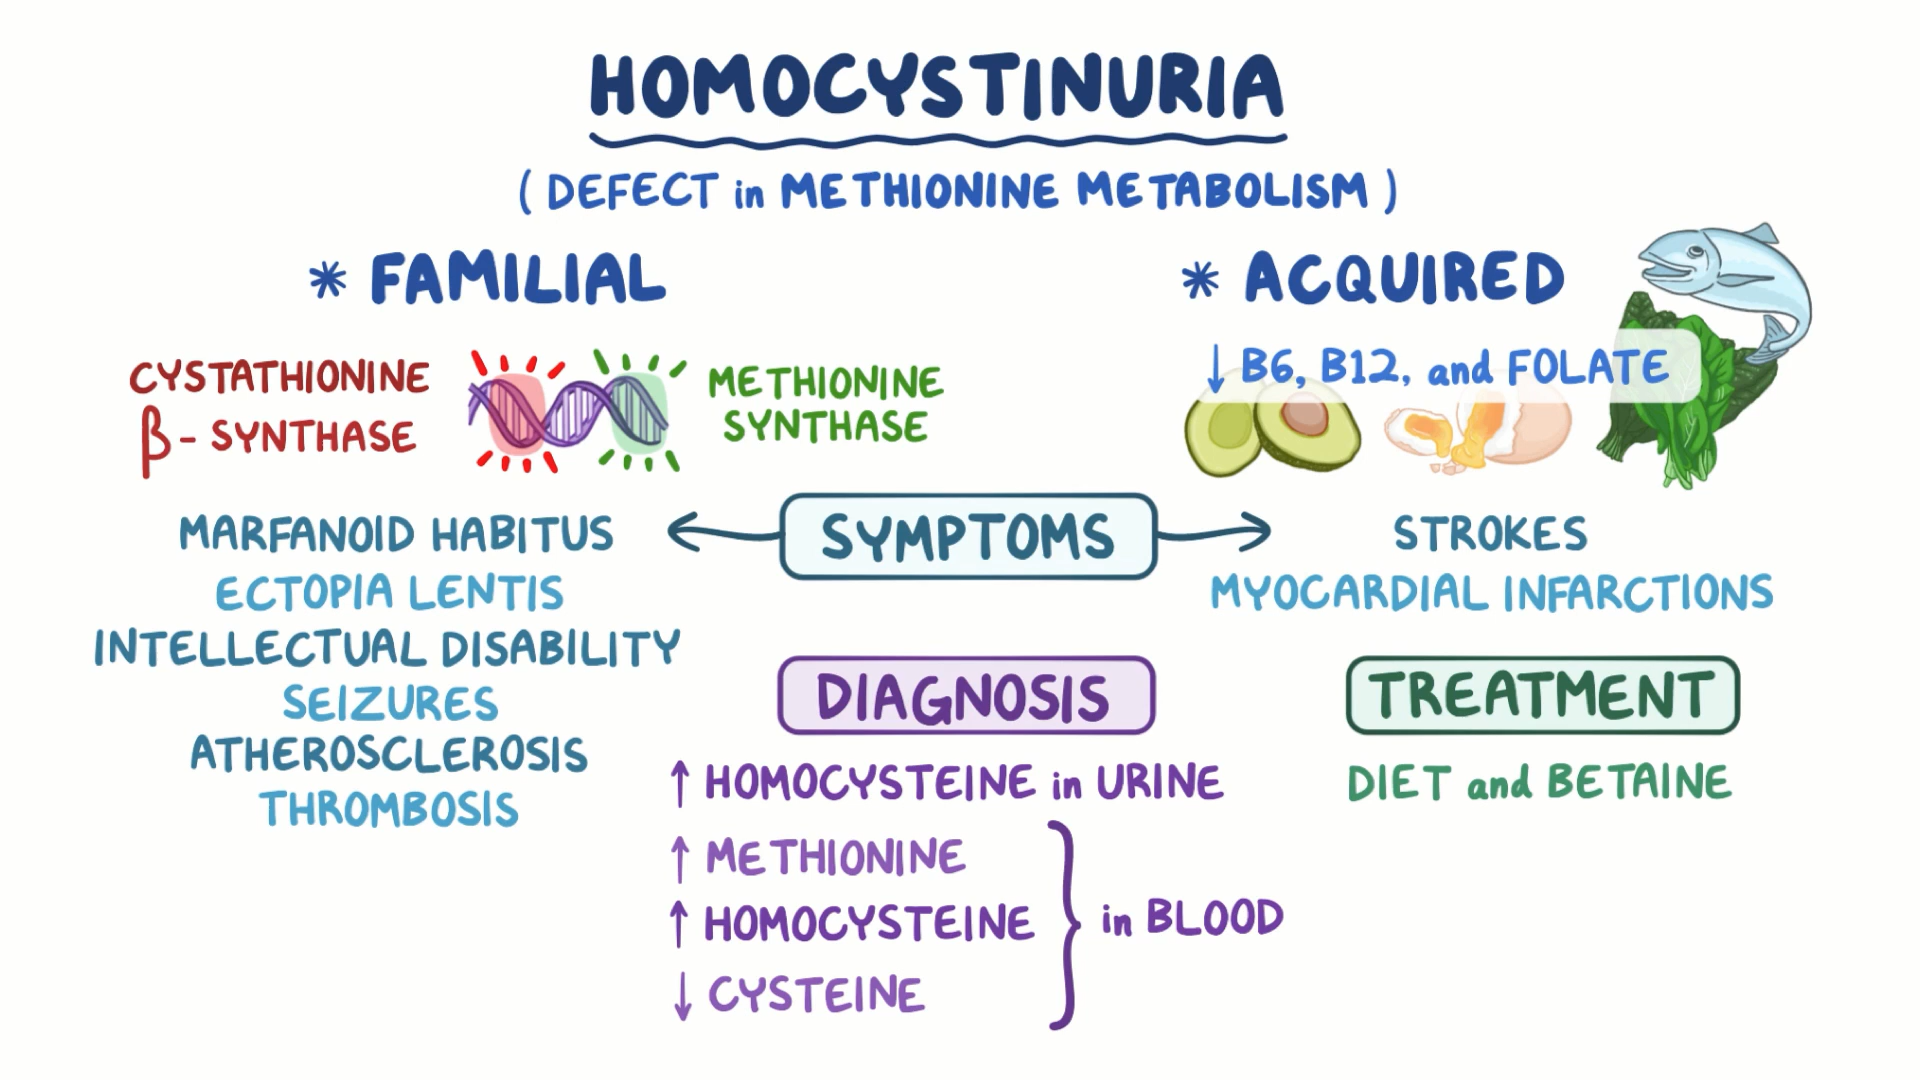 HOMOCYSTINURIA
( DEFECT in METHIONINE METABOLISM )
* FAMILIAL
CYSTATHIONINE
β - SYNTHASE
METHIONINE
SYNTHASE
* ACQUIRED
↓ B6, B12, and FOLATE
SYMPTOMS
MARFANOID HABITUS
ECTOPIA LENTIS
INTELLECTUAL DISABILITY
SEIZURES
ATHEROSCLEROSIS
THROMBOSIS
STROKES
MYOCARDIAL INFARCTIONS
DIAGNOSIS
↑ HOMOCYSTEINE in URINE
↑ METHIONINE
↑ HOMOCYSTEINE
↓ CYSTEINE
in BLOOD
TREATMENT
DIET and BETAINE